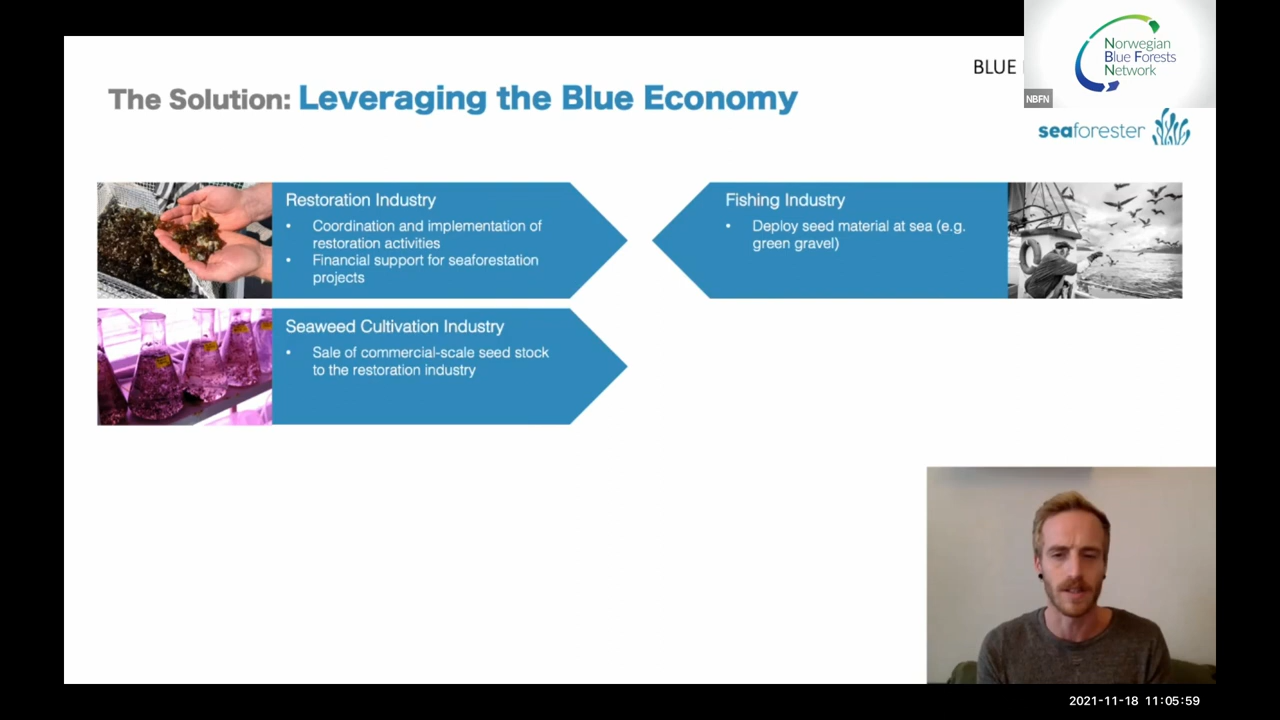 BLUE
Norwegian
Blue Forests
Network
NBFN
The Solution: Leveraging the Blue Economy
seaforester
Restoration Industry
• Coordination and implementation of
restoration activities
• Financial support for seaforestation
projects
Fishing Industry
• Deploy seed material at sea (e.g.
green gravel)
Seaweed Cultivation Industry
• Sale of commercial-scale seed stock
to the restoration industry
2021-11-18 11:05:59